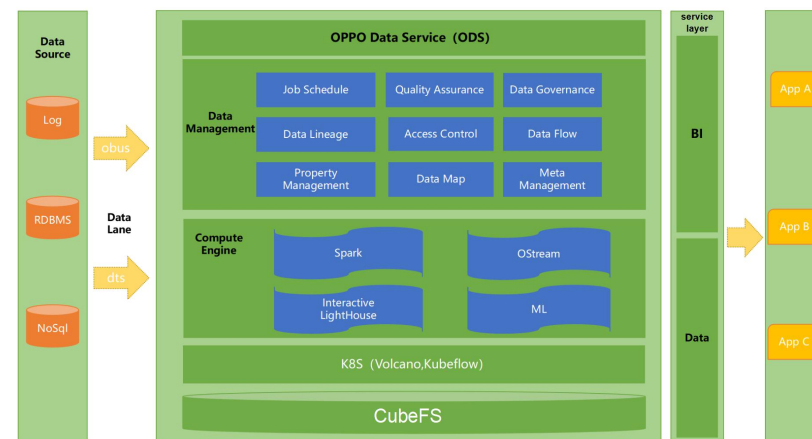 Data
Source
Log
RDBMS
NoSql
obus
Data
Lane
dts
OPPO Data Service（ODS）
Data
Management
Job Schedule
Quality Assurance
Data Governance
Data Lineage
Access Control
Data Flow
Property
Management
Data Map
Meta
Management
Compute
Engine
Spark
OStream
Interactive
LightHouse
ML
K8S（Volcano,Kubeflow）
CubeFS
service
layer
BI
Data
App A
App B
App C